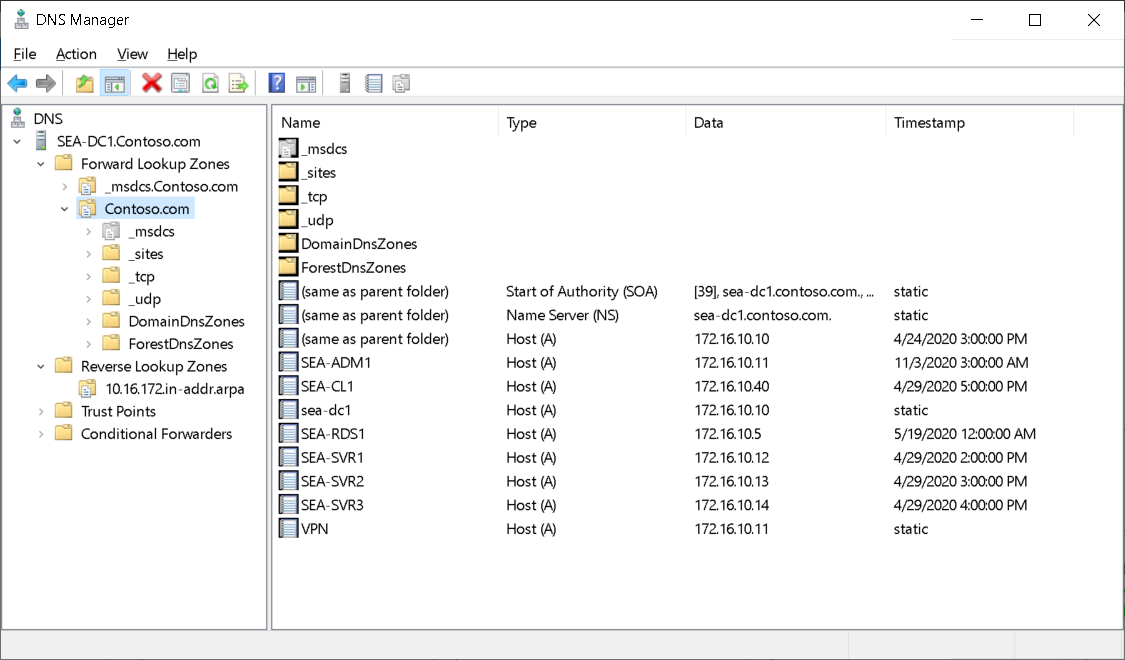 DNS Manager
File Action View Help
DNS
SEA-DC1.Contoso.com
Forward Lookup Zones
_msdcs.Contoso.com
Contoso.com
_msdcs
_sites
_tcp
_udp
DomainDnsZones
ForestDnsZones
Reverse Lookup Zones
10.16.172.in-addr.arpa
Trust Points
Conditional Forwarders
Name Type Data Timestamp
_msdcs
_sites
_tcp
_udp
DomainDnsZones
ForestDnsZones
(same as parent folder) Start of Authority (SOA) [39], sea-dc1.contoso.com., ... static
(same as parent folder) Name Server (NS) sea-dc1.contoso.com. static
(same as parent folder) Host (A) 172.16.10.10 4/24/2020 3:00:00 PM
SEA-ADM1 Host (A) 172.16.10.11 11/3/2020 3:00:00 AM
SEA-CL1 Host (A) 172.16.10.40 4/29/2020 5:00:00 PM
sea-dc1 Host (A) 172.16.10.10 static
SEA-RDS1 Host (A) 172.16.10.5 5/19/2020 12:00:00 AM
SEA-SVR1 Host (A) 172.16.10.12 4/29/2020 2:00:00 PM
SEA-SVR2 Host (A) 172.16.10.13 4/29/2020 3:00:00 PM
SEA-SVR3 Host (A) 172.16.10.14 4/29/2020 4:00:00 PM
VPN Host (A) 172.16.10.11 static